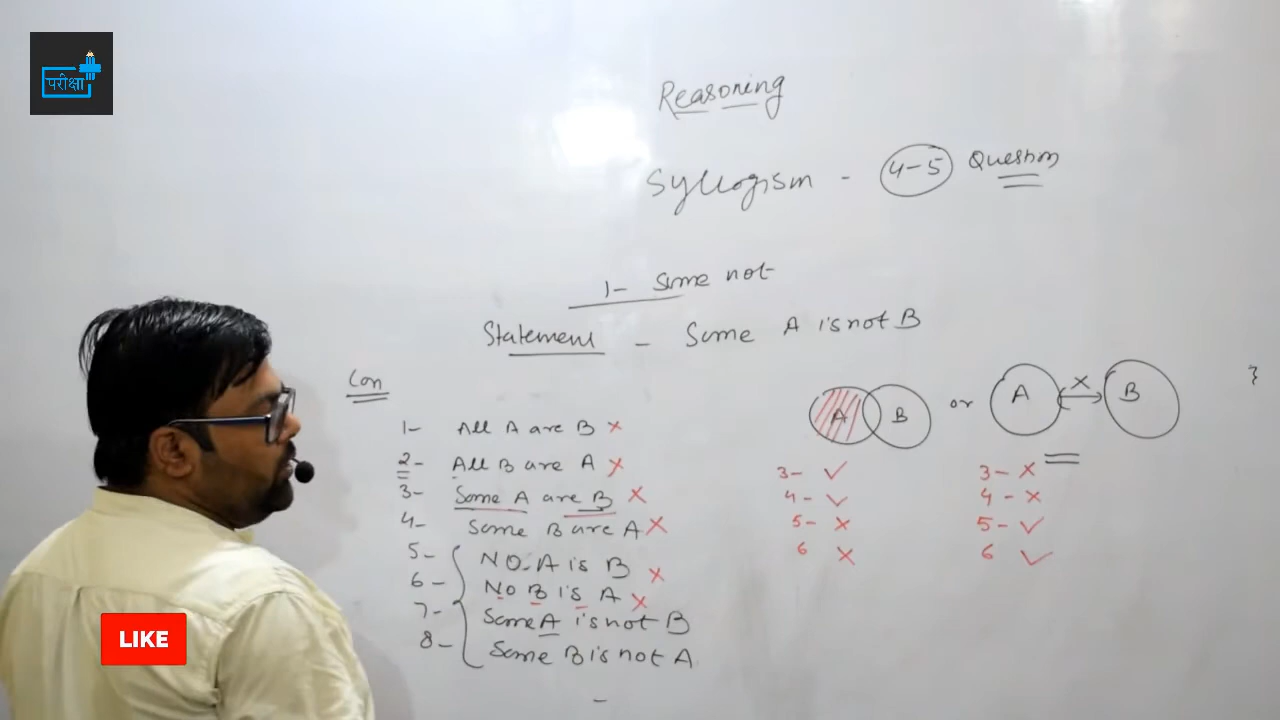 परीक्षा
Reasoning
Syllogism - 4-5 Question
1- Some not
Statement - Some A is not B
Con
A B or A X B }
1- All A are B X
2- All B are A X
3- Some A are B X
4- Some B are A X
5- NO A is B X
6- No B is A X
7- Some A is not B
8- Some B is not A
3- ✓
4- ✓
5- X
6 X
3- X
4- X
5- ✓
6 ✓
LIKE